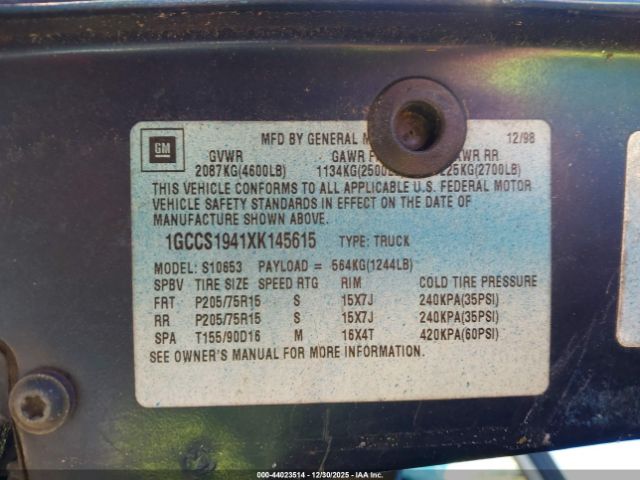 GM
MFD BY GENERAL M 12/98
GVWR GAWR F AWR RR
2087KG(4600LB) 1134KG(2500L 25KG(2700LB)
THIS VEHICLE CONFORMS TO ALL APPLICABLE U.S. FEDERAL MOTOR
VEHICLE SAFETY STANDARDS IN EFFECT ON THE DATE OF
MANUFACTURE SHOWN ABOVE.
1GCCS1941XK145615 TYPE: TRUCK
MODEL: S10653 PAYLOAD = 564KG(1244LB)
SPBV TIRE SIZE SPEED RTG RIM COLD TIRE PRESSURE
FRT P205/75R15 S 15X7J 240KPA(35PSI)
RR P205/75R15 S 15X7J 240KPA(35PSI)
SPA T155/90D16 M 16X4T 420KPA(60PSI)
SEE OWNER'S MANUAL FOR MORE INFORMATION.
000-44023514 - 12/30/2025 - IAA Inc.